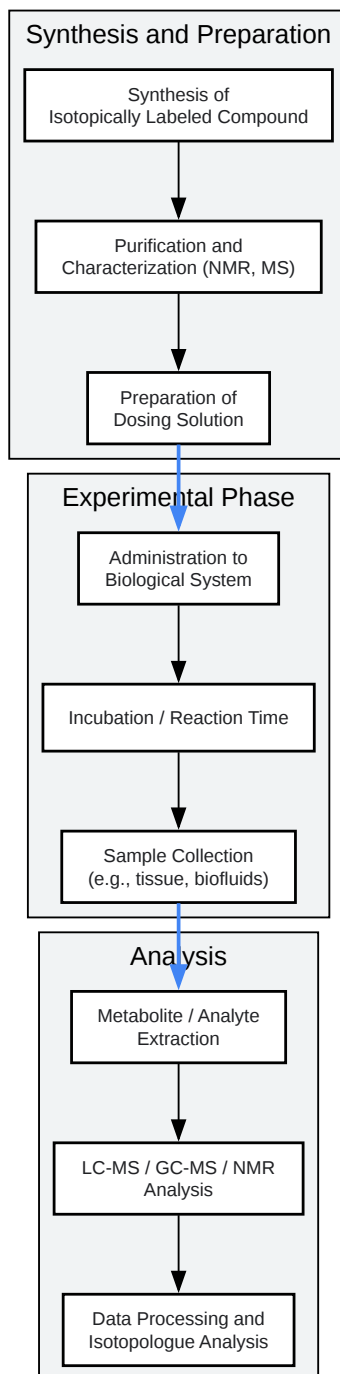 Synthesis and Preparation
Synthesis of
Isotopically Labeled Compound
Purification and
Characterization (NMR, MS)
Preparation of
Dosing Solution
Experimental Phase
Administration to
Biological System
Incubation / Reaction Time
Sample Collection
(e.g., tissue, biofluids)
Analysis
Metabolite / Analyte
Extraction
LC-MS / GC-MS / NMR
Analysis
Data Processing and
Isotopologue Analysis